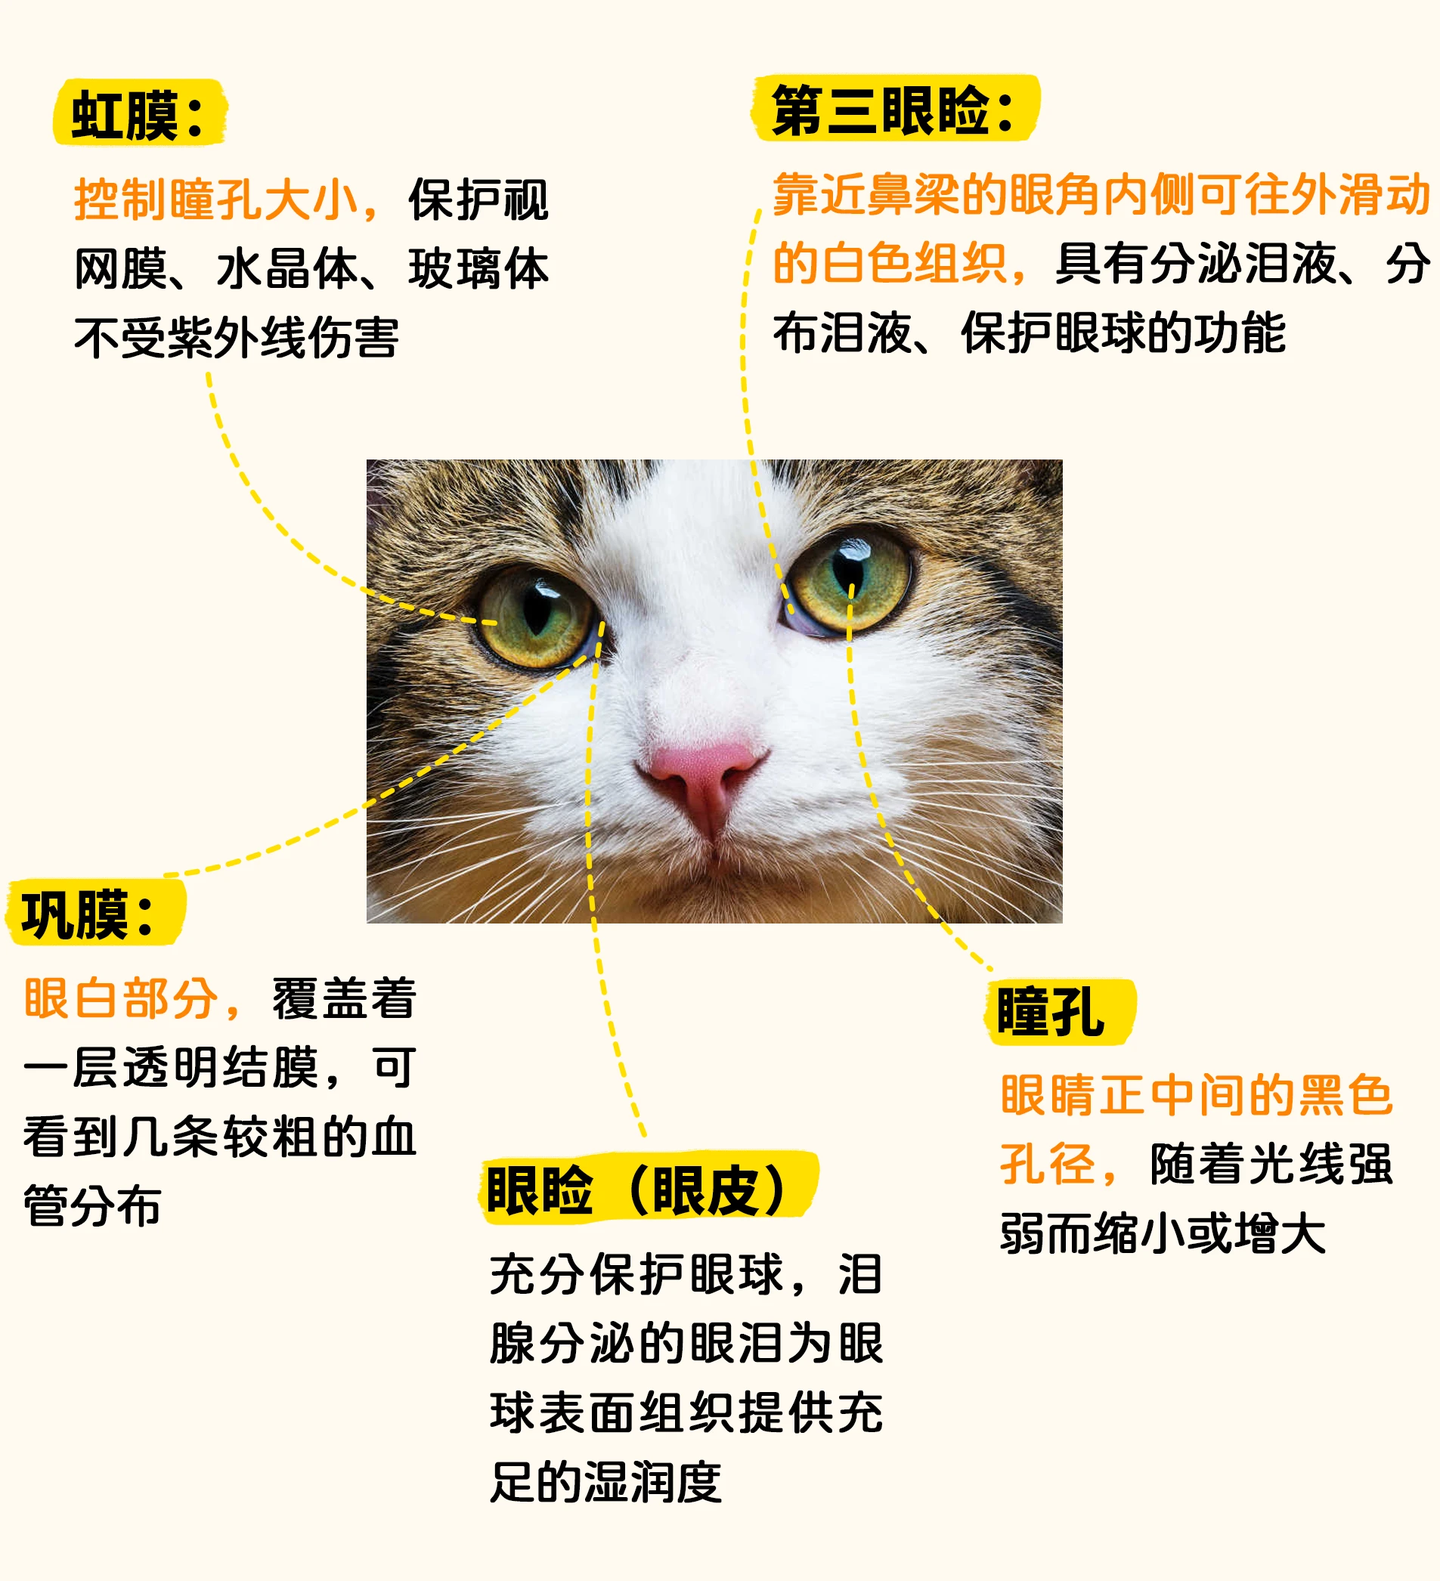 虹膜：
控制瞳孔大小，保护视
网膜、水晶体、玻璃体
不受紫外线伤害
第三眼睑：
靠近鼻梁的眼角内侧可往外滑动
的白色组织，具有分泌泪液、分
布泪液、保护眼球的功能
巩膜：
眼白部分，覆盖着
一层透明结膜，可
看到几条较粗的血
管分布
眼睑（眼皮）
充分保护眼球，泪
腺分泌的眼泪为眼
球表面组织提供充
足的湿润度
瞳孔
眼睛正中间的黑色
孔径，随着光线强
弱而缩小或增大